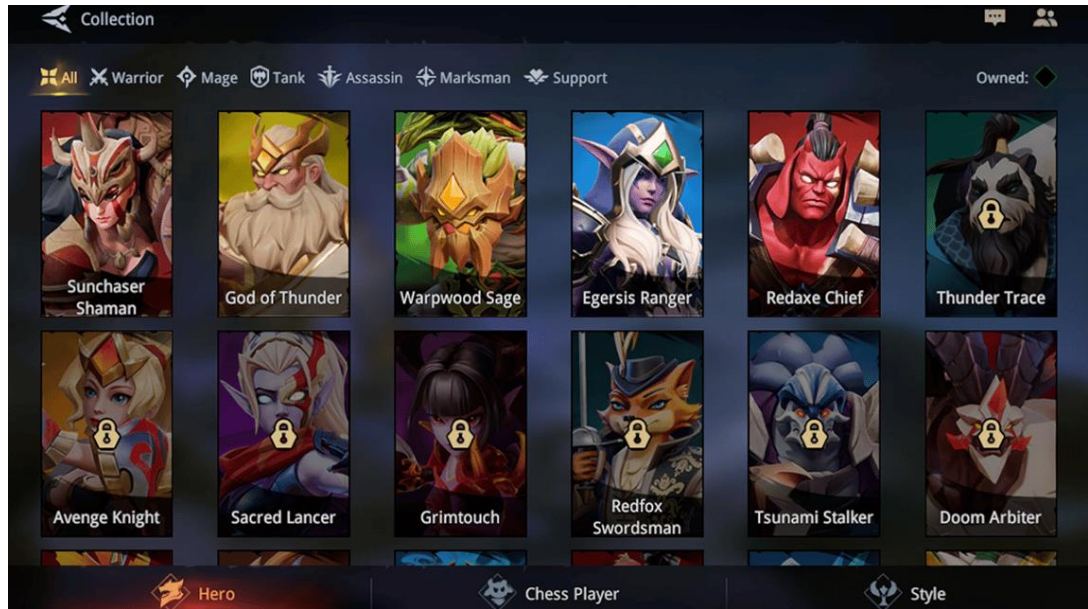 Collection
All Warrior Mage Tank Assassin Marksman Support Owned:
Sunchaser
Shaman
God of Thunder
Warpwood Sage
Egersis Ranger
Redaxe Chief
Thunder Trace
Avenge Knight
Sacred Lancer
Grimtouch
Redfox
Swordsman
Tsunami Stalker
Doom Arbiter
Hero Chess Player Style